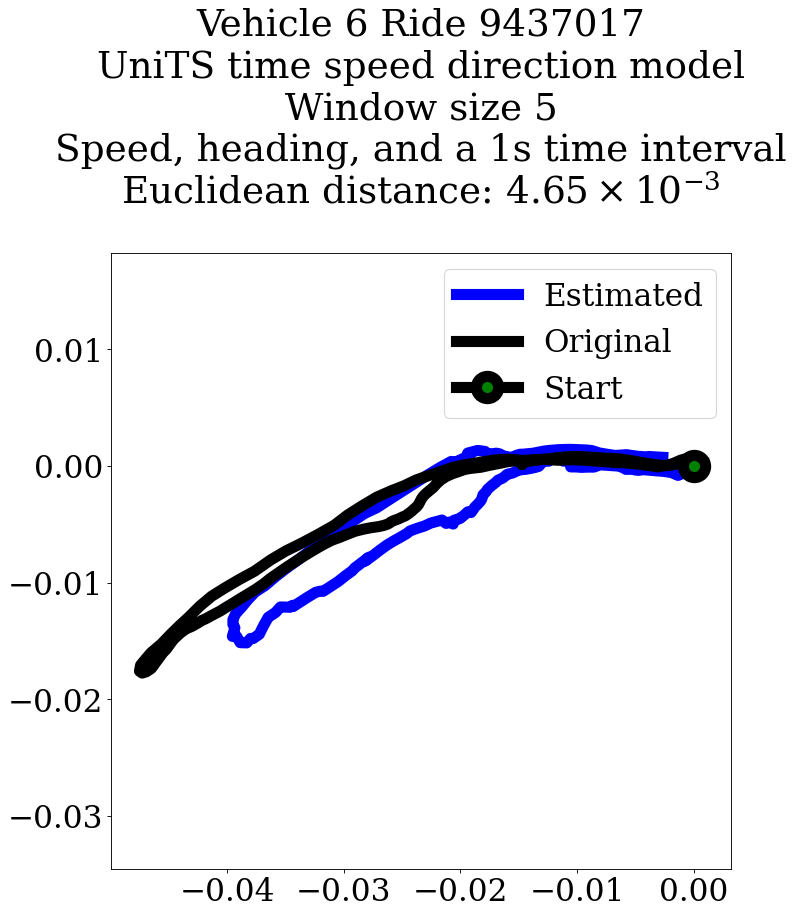 Vehicle 6 Ride 9437017
UniTS time speed direction model
Window size 5
Speed, heading, and a 1s time interval
Euclidean distance: 4.65 × 10⁻³
Estimated
Original
Start
0.01
0.00
−0.01
−0.02
−0.03
−0.04 −0.03 −0.02 −0.01 0.00